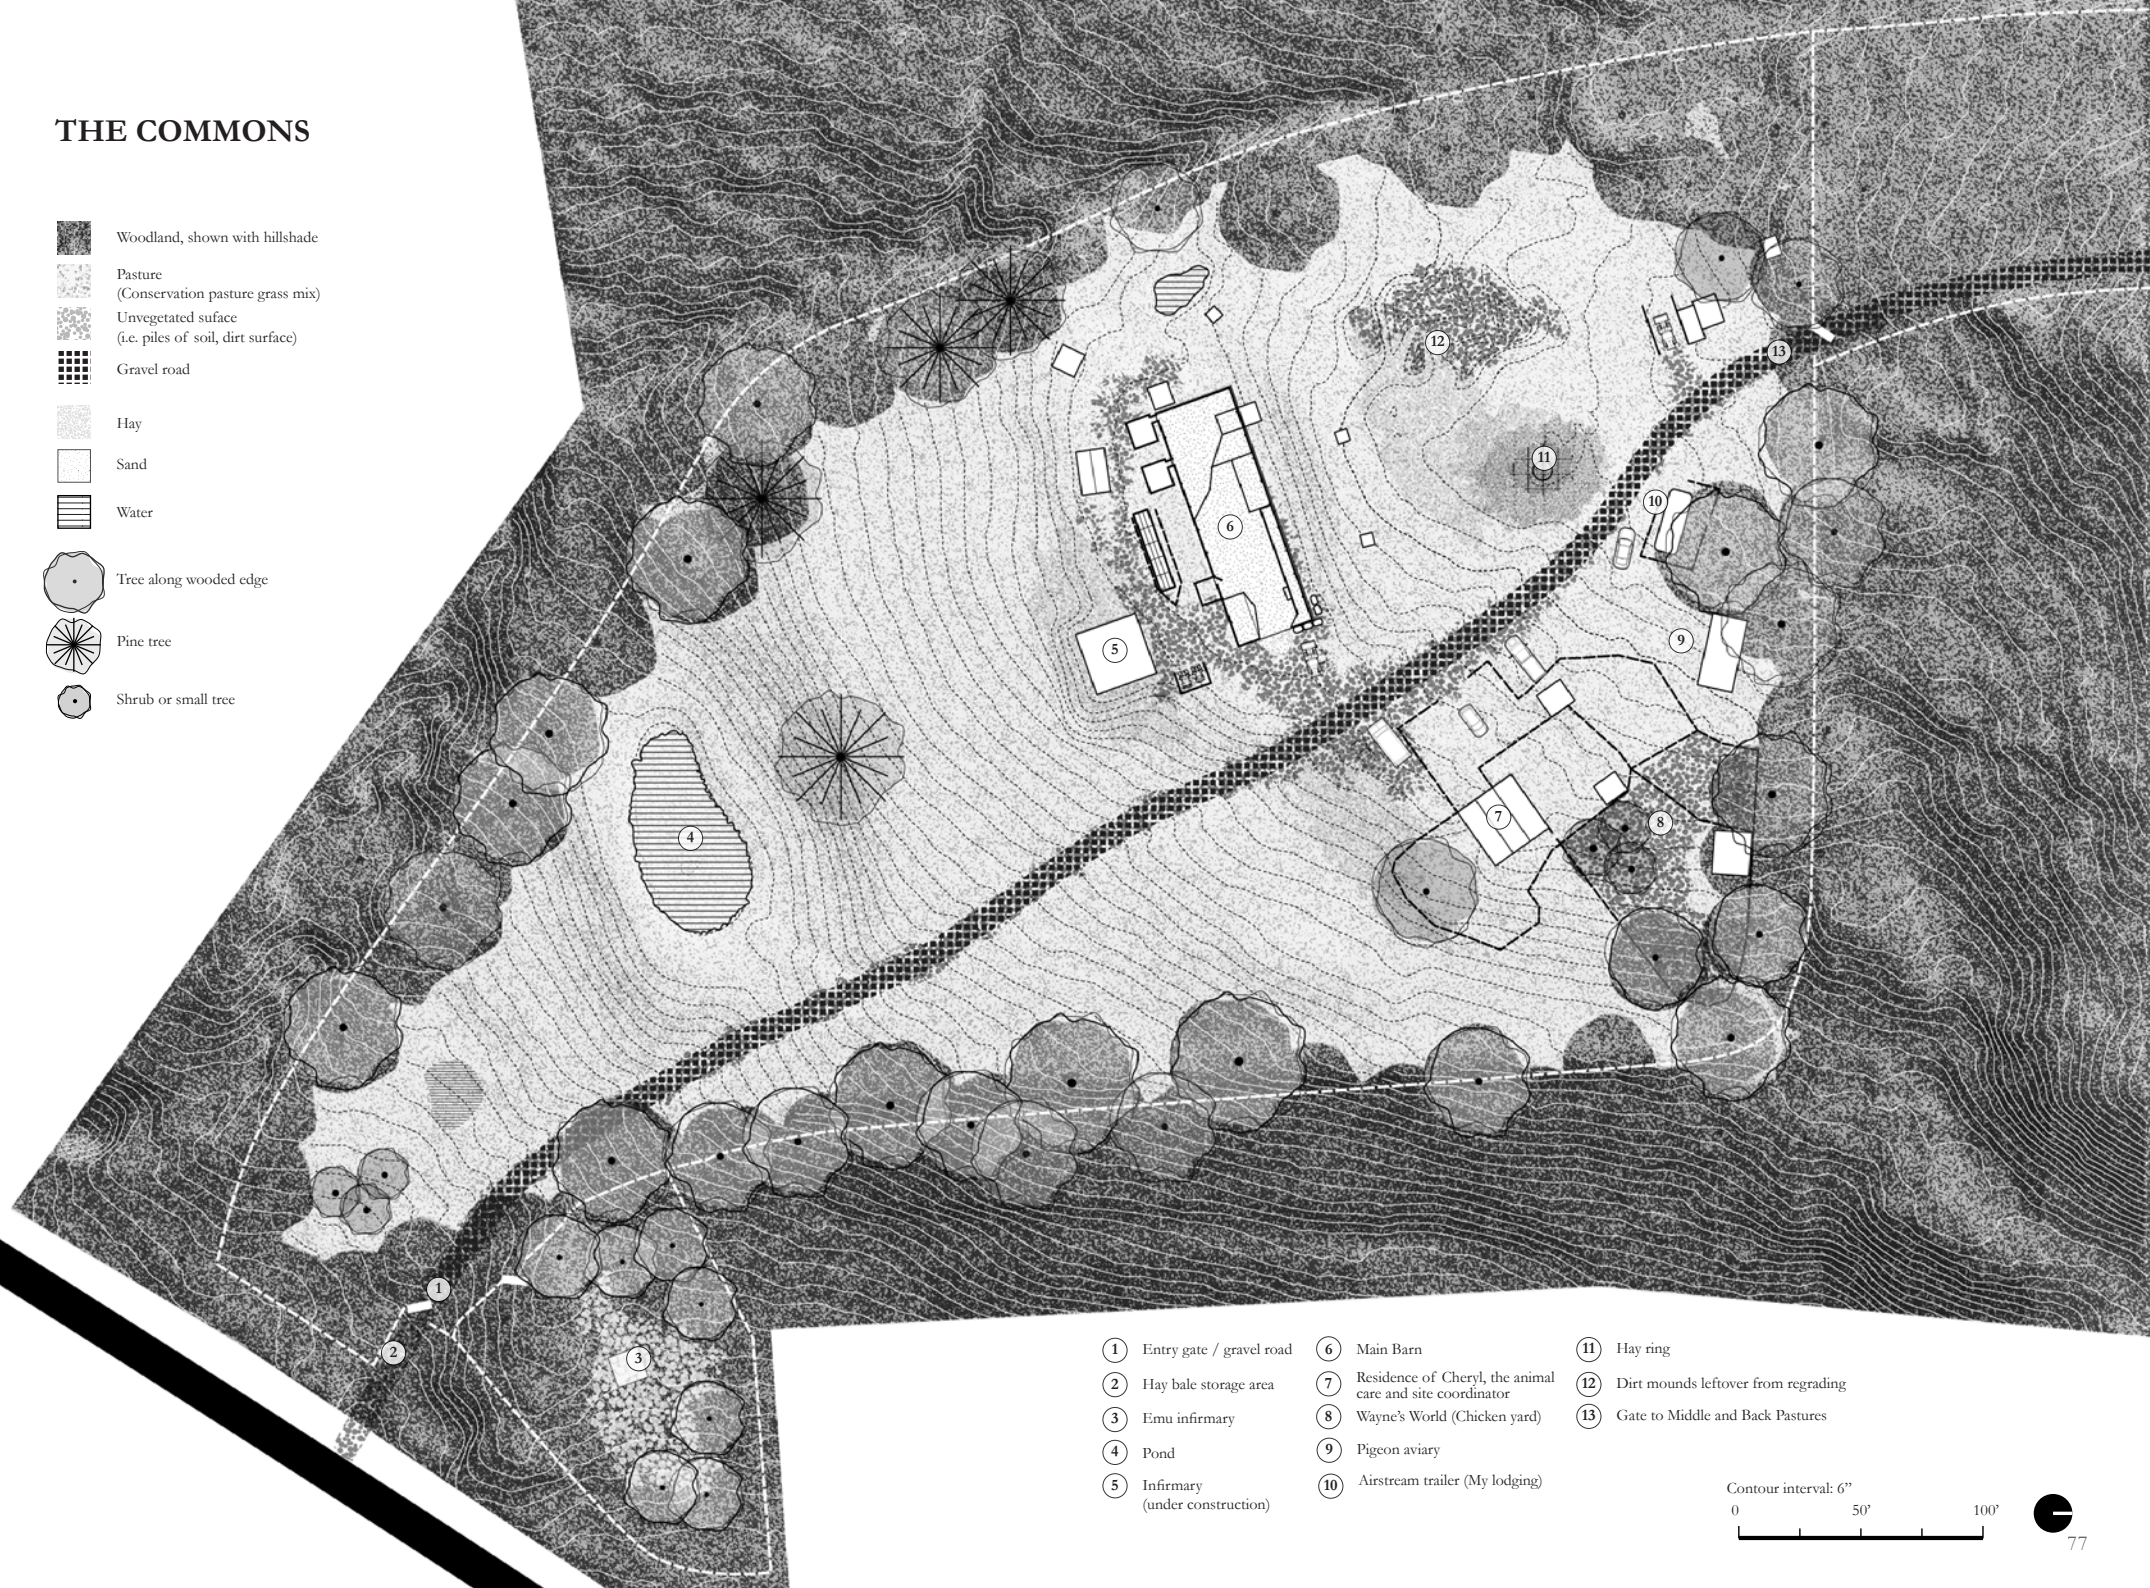 THE COMMONS
Woodland, shown with hillshade
Pasture
(Conservation pasture grass mix)
Unvegetated suface
(i.e. piles of soil, dirt surface)
Gravel road
Hay
Sand
Water
Tree along wooded edge
Pine tree
Shrub or small tree
12
13
11
10
6
9
5
7
8
4
1
2
3
1 Entry gate / gravel road
2 Hay bale storage area
3 Emu infirmary
4 Pond
5 Infirmary
(under construction)
6 Main Barn
7 Residence of Cheryl, the animal
care and site coordinator
8 Wayne's World (Chicken yard)
9 Pigeon aviary
10 Airstream trailer (My lodging)
11 Hay ring
12 Dirt mounds leftover from regrading
13 Gate to Middle and Back Pastures
Contour interval: 6”
0 50’ 100’
77